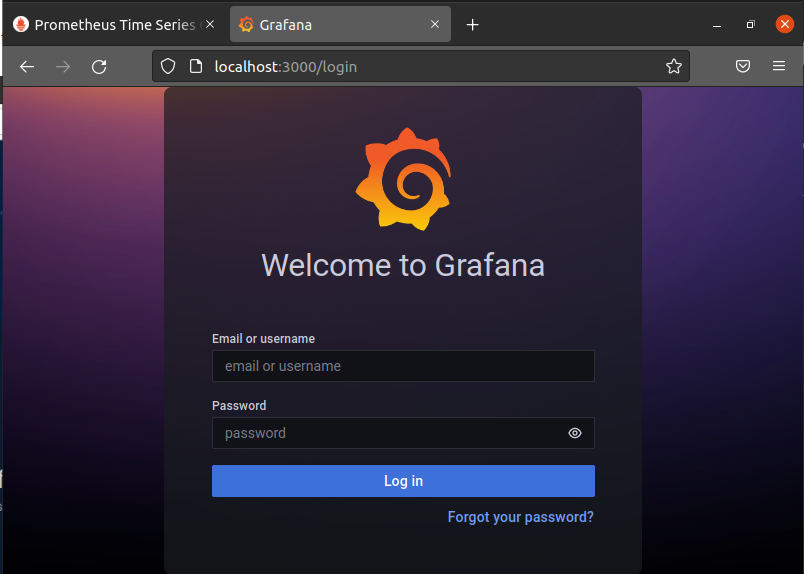 Prometheus Time Series
Grafana
localhost:3000/login
Welcome to Grafana
Email or username
email or username
Password
password
Log in
Forgot your password?